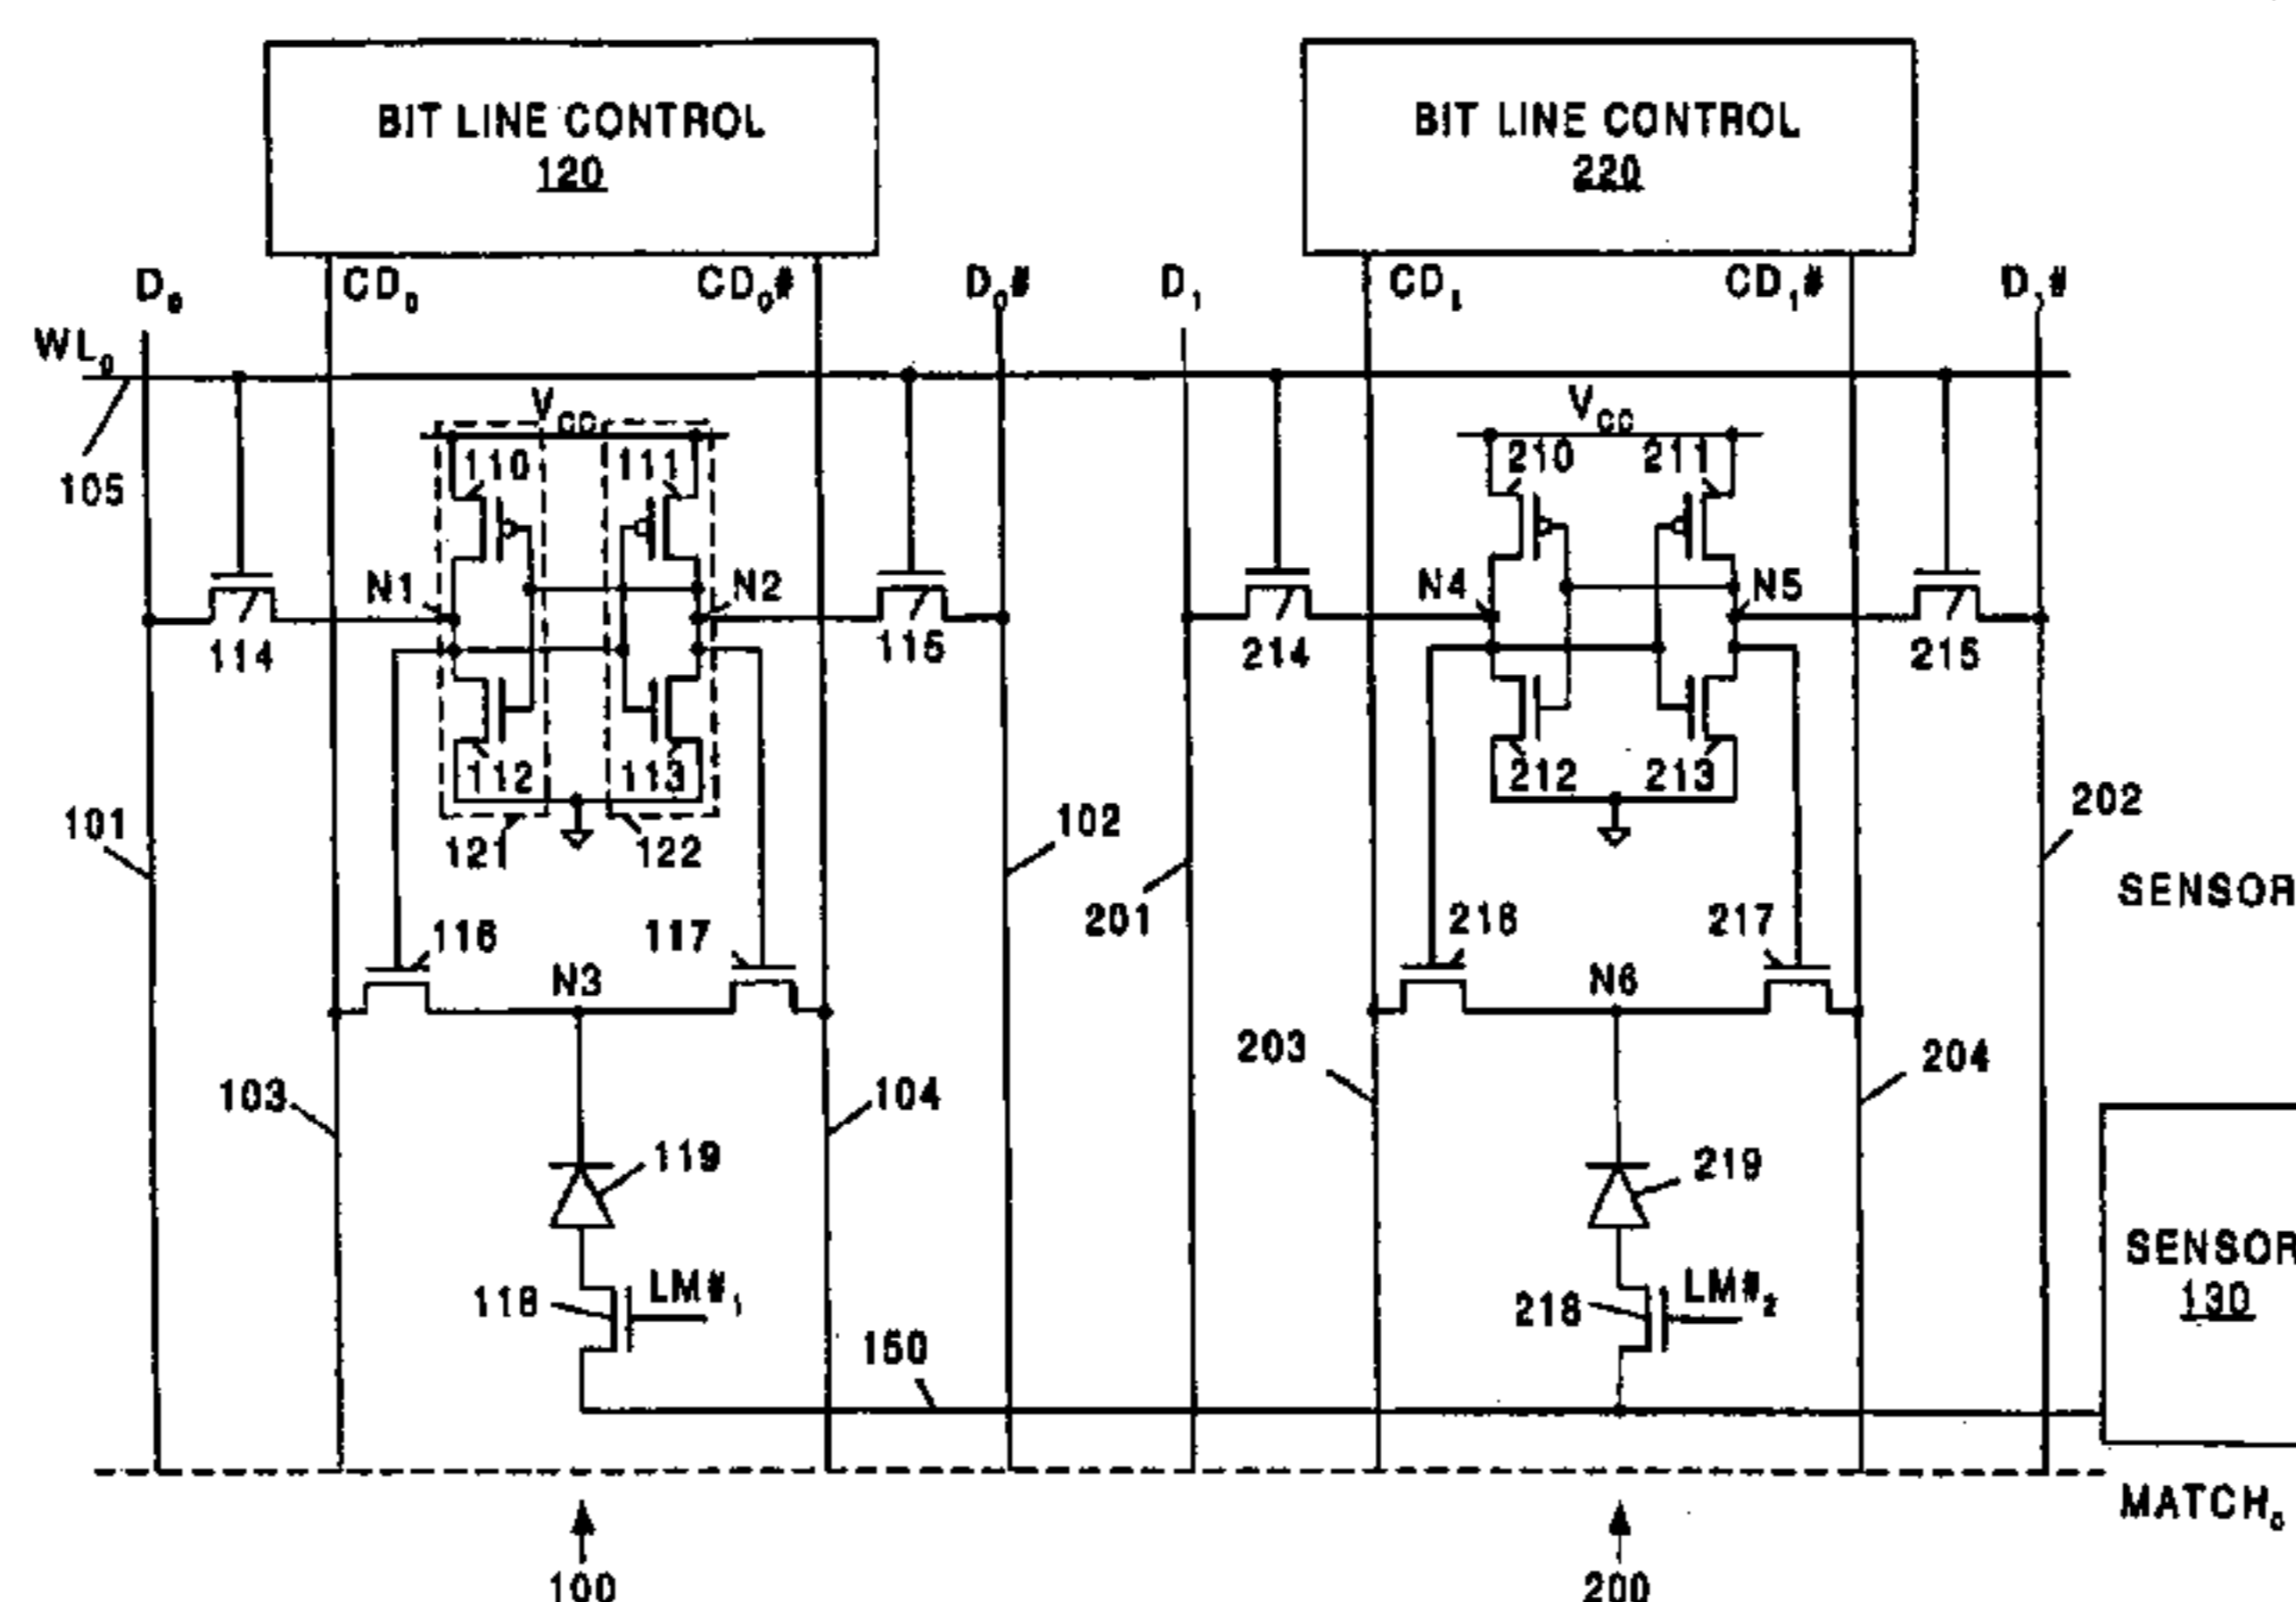 BIT LINE CONTROL
120
BIT LINE CONTROL
220
D₀
CD₀
CD₀#
D₀#
D₁
CD₁
CD₁#
D₁#
WL₀
105
V_CC
110
111
V_CC
210
211
N1
N2
N4
N5
114
115
214
215
112
113
212
213
121
122
101
102
201
202
SENSOR
116
117
216
217
N3
N6
103
104
203
204
119
219
118
LM#₁
218
LM#₂
SENSOR
130
150
MATCH₀
100
200